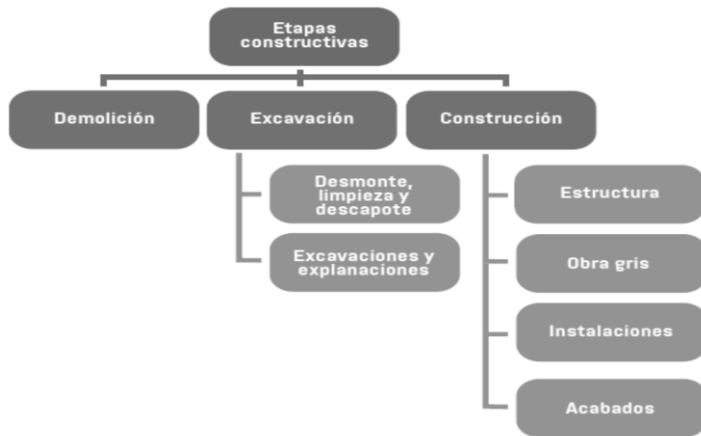 Etapas
constructivas
Demolición
Excavación
Construcción
Desmonte,
limpieza y
descapote
Excavaciones y
explanaciones
Estructura
Obra gris
Instalaciones
Acabados